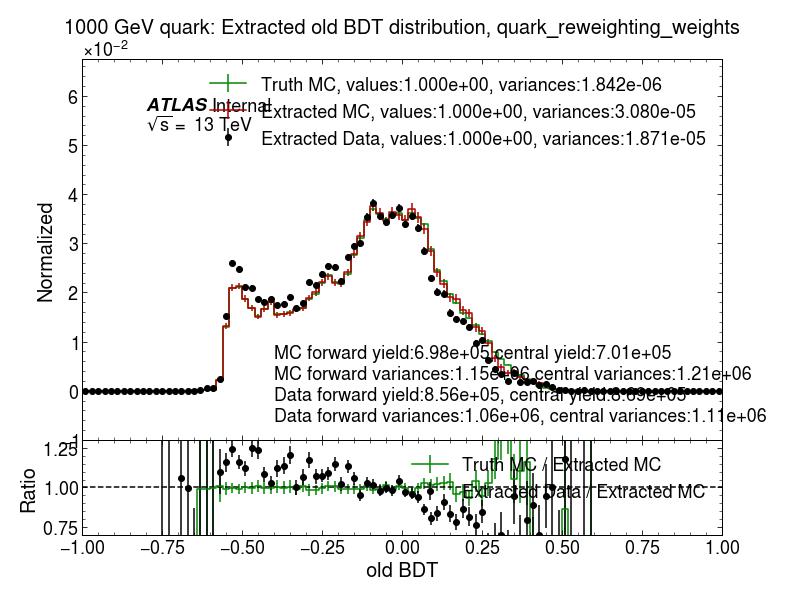 1000 GeV quark: Extracted old BDT distribution, quark_reweighting_weights
×10⁻²
Truth MC, values:1.000e+00, variances:1.842e-06
ATLAS Internal
Extracted MC, values:1.000e+00, variances:3.080e-05
√s = 13 TeV
Extracted Data, values:1.000e+00, variances:1.871e-05
6
5
4
3
2
1
0
−1
Normalized
MC forward yield:6.98e+05, central yield:7.01e+05
MC forward variances:1.15e+06 central variances:1.21e+06
Data forward yield:8.56e+05, central yield:8.69e+05
Data forward variances:1.06e+06, central variances:1.11e+06
Truth MC / Extracted MC
Extracted Data / Extracted MC
1.25
1.00
0.75
Ratio
−1.00 −0.75 −0.50 −0.25 0.00 0.25 0.50 0.75 1.00
old BDT